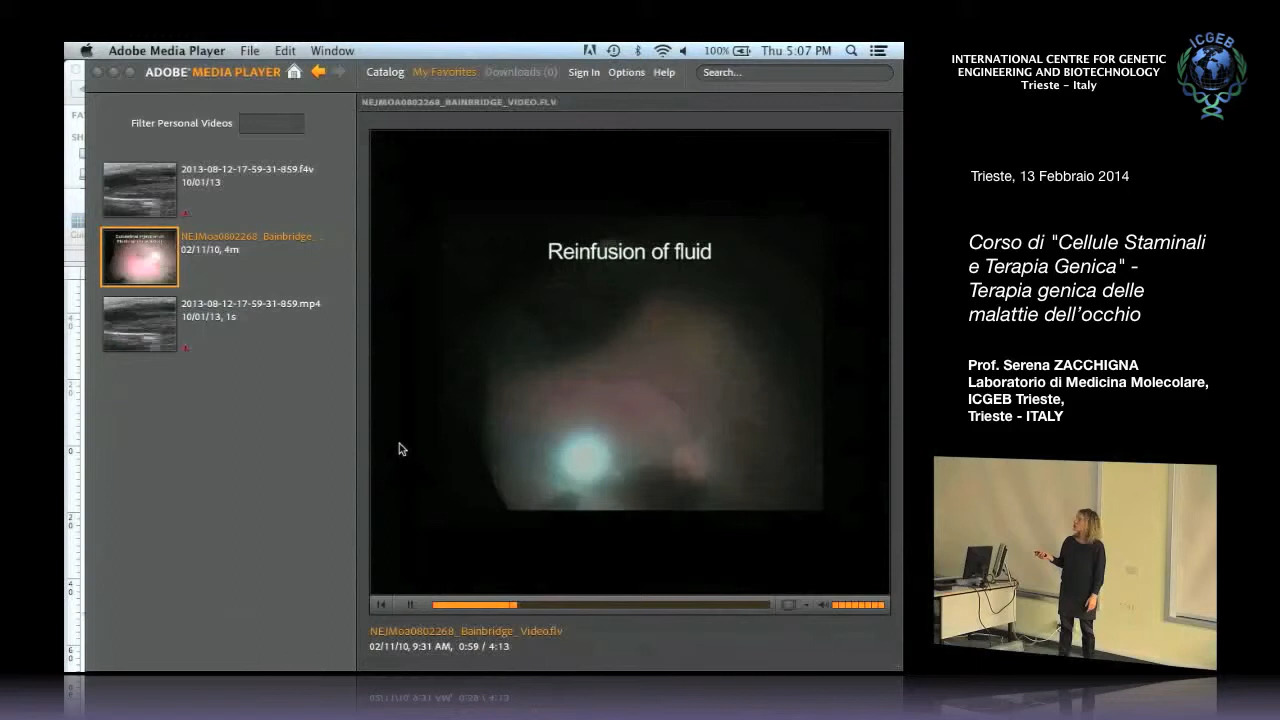 Adobe Media Player File Edit Window 100% Thu 5:07 PM
ADOBE MEDIA PLAYER Catalog My Favorites Downloads (0) Sign In Options Help Search...
NEJMOA0802268_BAINBRIDGE_VIDEO.FLV
Filter Personal Videos
2013-08-12-17-59-31-859.f4v
10/01/13
NEJMoa0802268_Bainbridge_...
02/11/10, 4m
2013-08-12-17-59-31-859.mp4
10/01/13, 1s
Reinfusion of fluid
NEJMoa0802268_Bainbridge_Video.flv
02/11/10, 9:31 AM, 0:59 / 4:13
INTERNATIONAL CENTRE FOR GENETIC
ENGINEERING AND BIOTECHNOLOGY
Trieste - Italy
ICGEB
Trieste, 13 Febbraio 2014
Corso di "Cellule Staminali
e Terapia Genica" -
Terapia genica delle
malattie dell'occhio
Prof. Serena ZACCHIGNA
Laboratorio di Medicina Molecolare,
ICGEB Trieste,
Trieste - ITALY